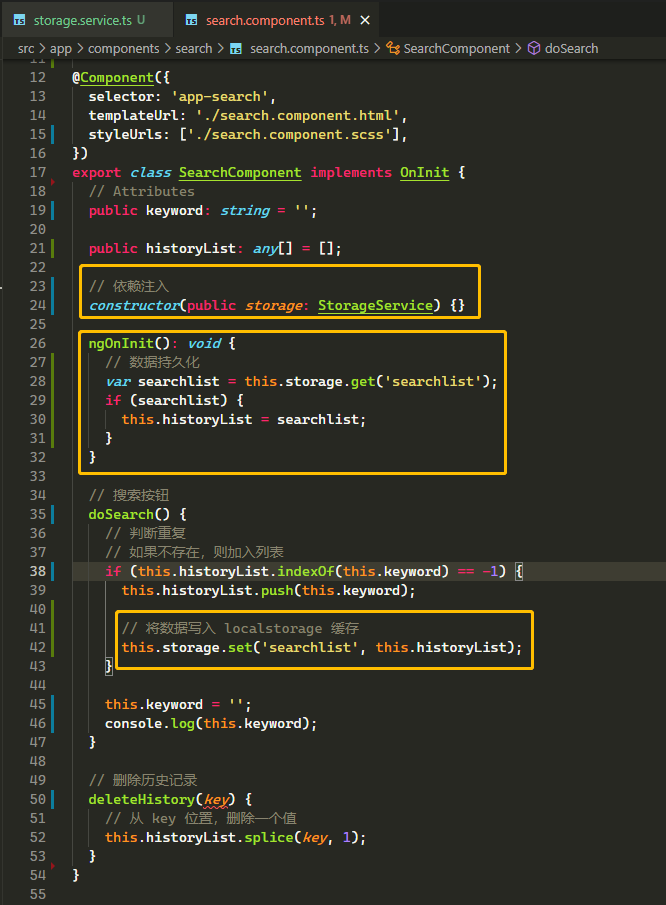 TS storage.service.ts U TS search.component.ts 1, M ×
src > app > components > search > TS search.component.ts > SearchComponent > doSearch
11
12 @Component({
13   selector: 'app-search',
14   templateUrl: './search.component.html',
15   styleUrls: ['./search.component.scss'],
16 })
17 export class SearchComponent implements OnInit {
18   // Attributes
19   public keyword: string = '';
20
21   public historyList: any[] = [];
22
23   // 依赖注入
24   constructor(public storage: StorageService) {}
25
26   ngOnInit(): void {
27     // 数据持久化
28     var searchlist = this.storage.get('searchlist');
29     if (searchlist) {
30       this.historyList = searchlist;
31     }
32   }
33
34   // 搜索按钮
35   doSearch() {
36     // 判断重复
37     // 如果不存在，则加入列表
38     if (this.historyList.indexOf(this.keyword) == -1) {
39       this.historyList.push(this.keyword);
40
41       // 将数据写入 localstorage 缓存
42       this.storage.set('searchlist', this.historyList);
43     }
44
45     this.keyword = '';
46     console.log(this.keyword);
47   }
48
49   // 删除历史记录
50   deleteHistory(key) {
51     // 从 key 位置，删除一个值
52     this.historyList.splice(key, 1);
53   }
54 }
55